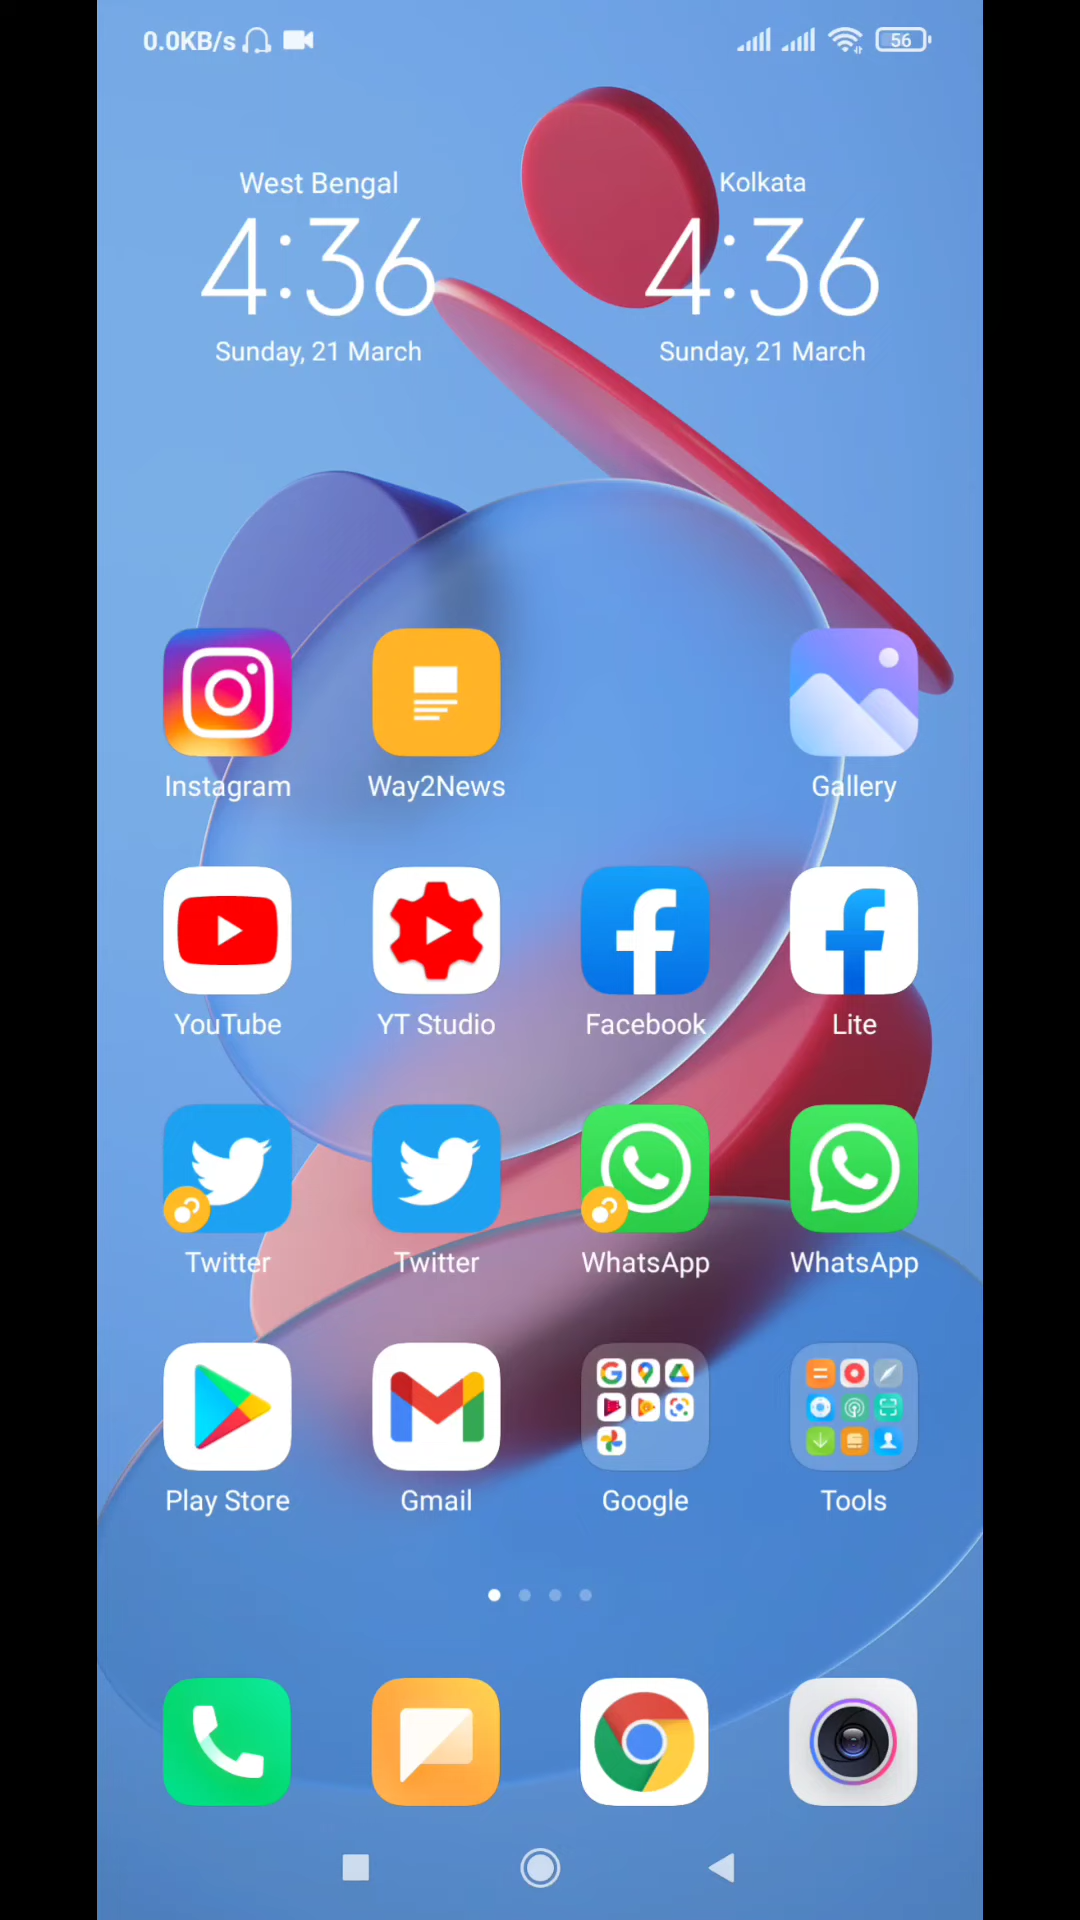 0.0KB/s
56
West Bengal
4:36
Sunday, 21 March
Kolkata
4:36
Sunday, 21 March
Instagram
Way2News
Gallery
YouTube
YT Studio
Facebook
Lite
Twitter
Twitter
WhatsApp
WhatsApp
Play Store
Gmail
Google
Tools